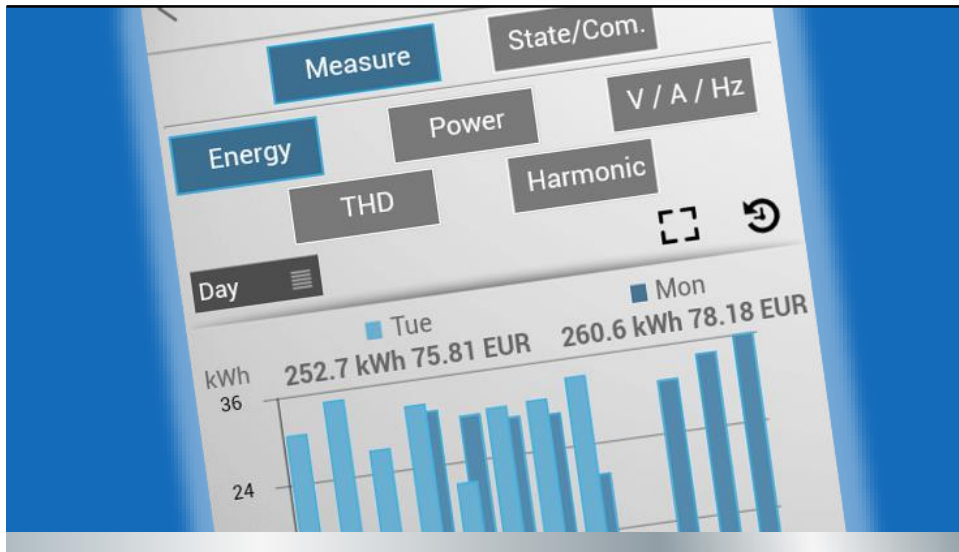 Measure State/Com.
Energy Power V / A / Hz
THD Harmonic
Day
Tue Mon
252.7 kWh 75.81 EUR 260.6 kWh 78.18 EUR
kWh
36
24